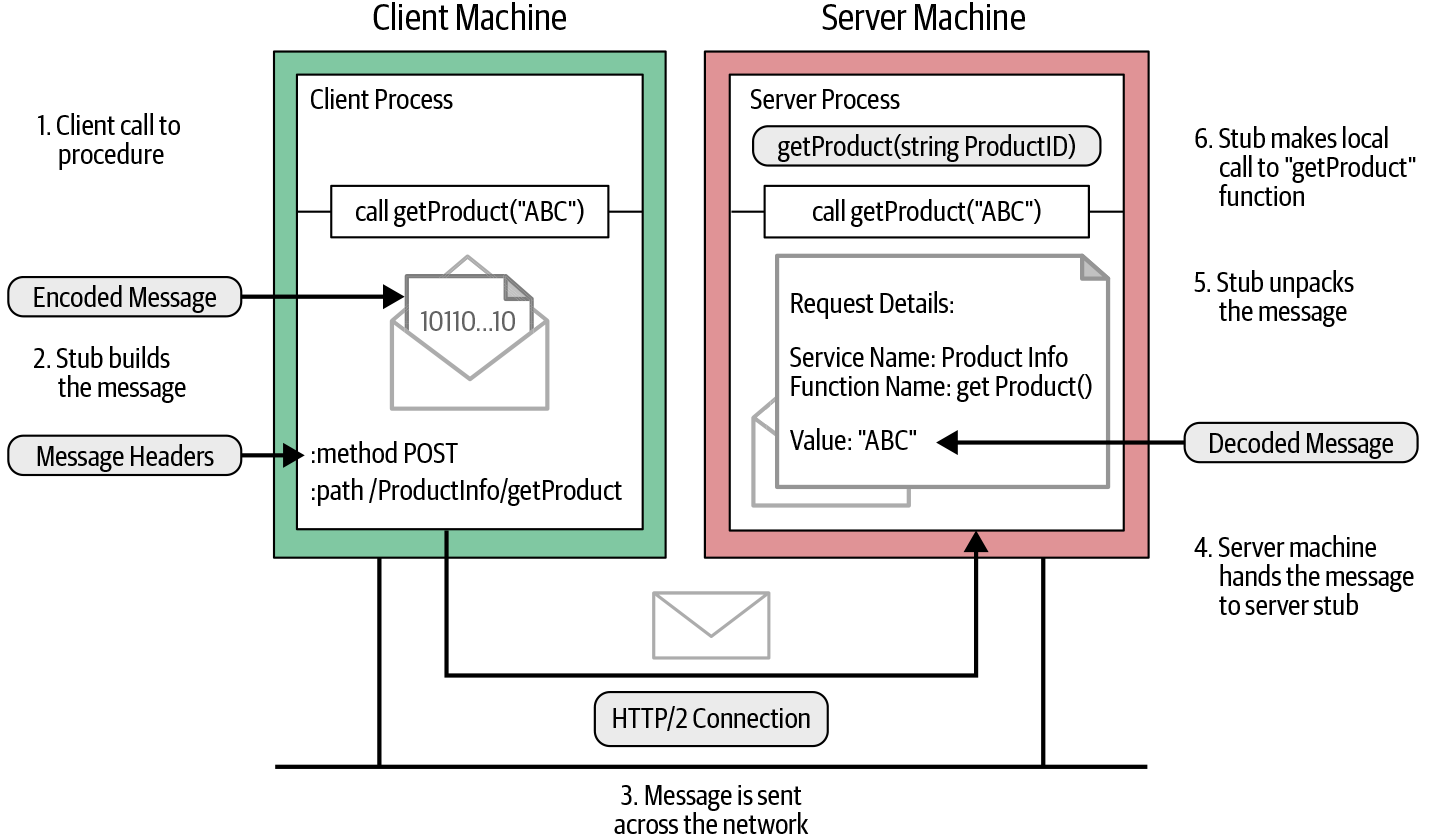 Client Machine
Server Machine
1. Client call to
procedure
Client Process
call getProduct("ABC")
Encoded Message
10110...10
2. Stub builds
the message
Message Headers
:method POST
:path /ProductInfo/getProduct
Server Process
getProduct(string ProductID)
call getProduct("ABC")
Request Details:
Service Name: Product Info
Function Name: get Product()
Value: "ABC"
6. Stub makes local
call to "getProduct"
function
5. Stub unpacks
the message
Decoded Message
4. Server machine
hands the message
to server stub
HTTP/2 Connection
3. Message is sent
across the network